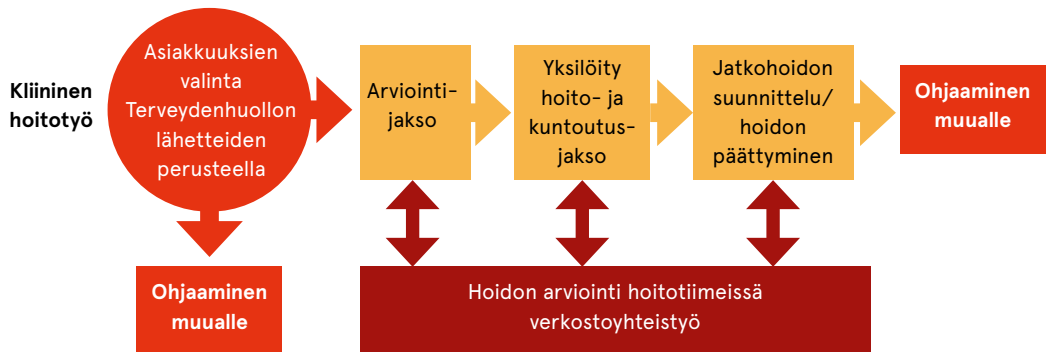 Kliininen
hoitotyö
Asiakkuuksien
valinta
Terveydenhuollon
lähetteiden
perusteella
Arviointi-
jakso
Yksilöity
hoito- ja
kuntoutus-
jakso
Jatkohoidon
suunnittelu/
hoidon
päättyminen
Ohjaaminen
muualle
Ohjaaminen
muualle
Hoidon arviointi hoitotiimeissä
verkostoyhteistyö